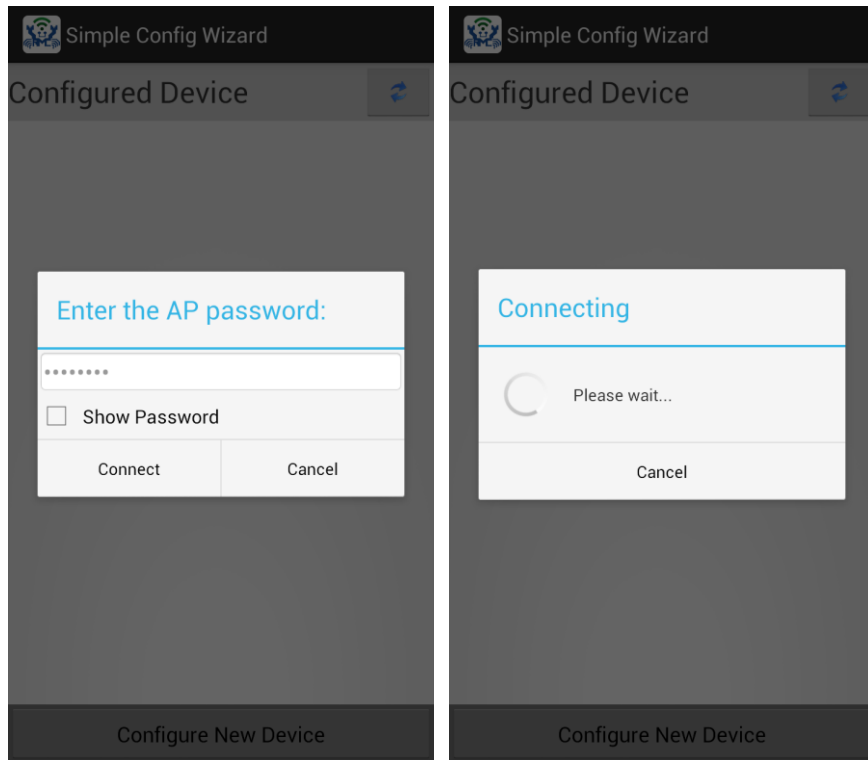 Simple Config Wizard
Configured Device
Enter the AP password:
••••••••
Show Password
Connect
Cancel
Configure New Device
Simple Config Wizard
Configured Device
Connecting
Please wait...
Cancel
Configure New Device